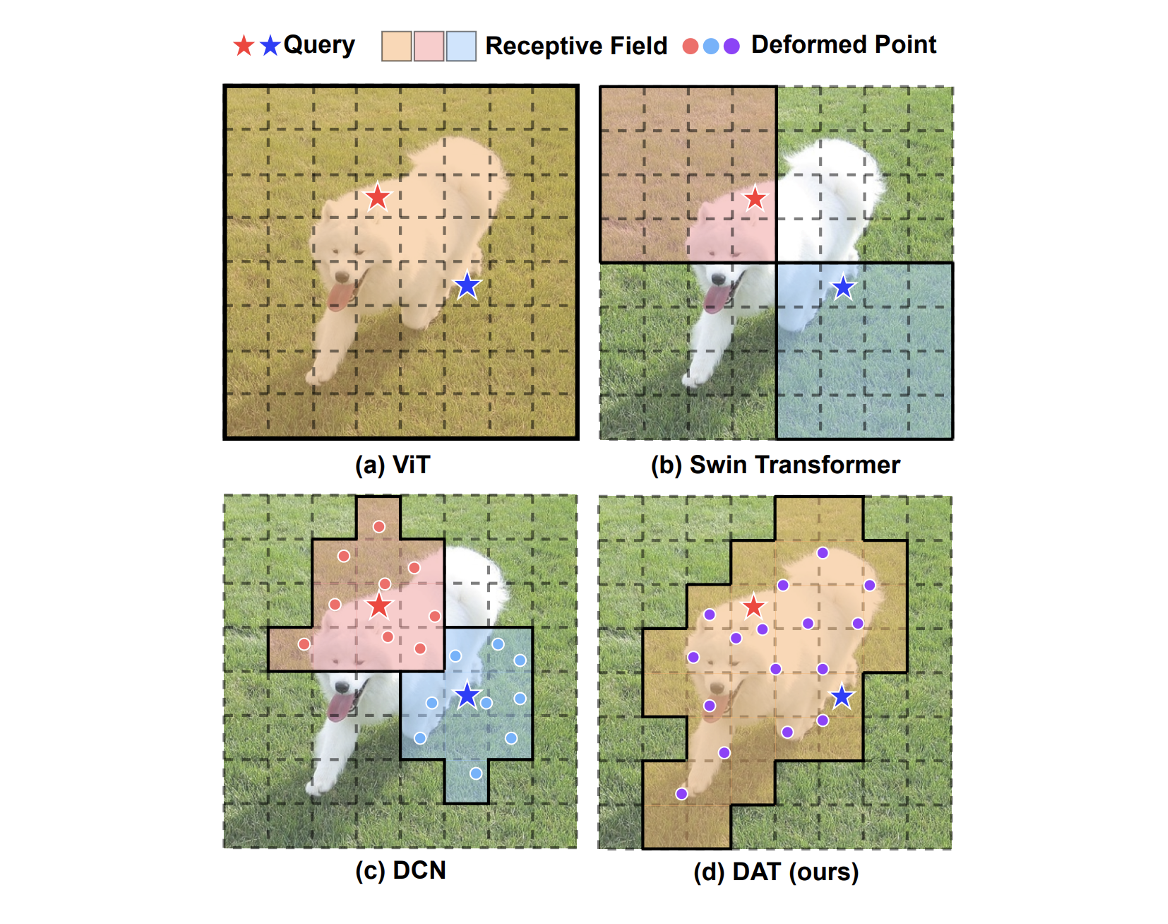 Query Receptive Field Deformed Point
(a) ViT
(b) Swin Transformer
(c) DCN
(d) DAT (ours)